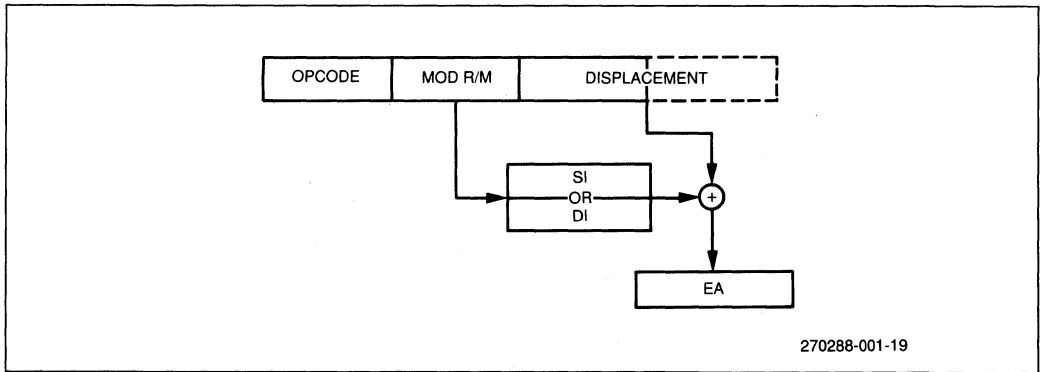 OPCODE MOD R/M DISPLACEMENT
SI
OR
DI
+
EA
270288-001-19